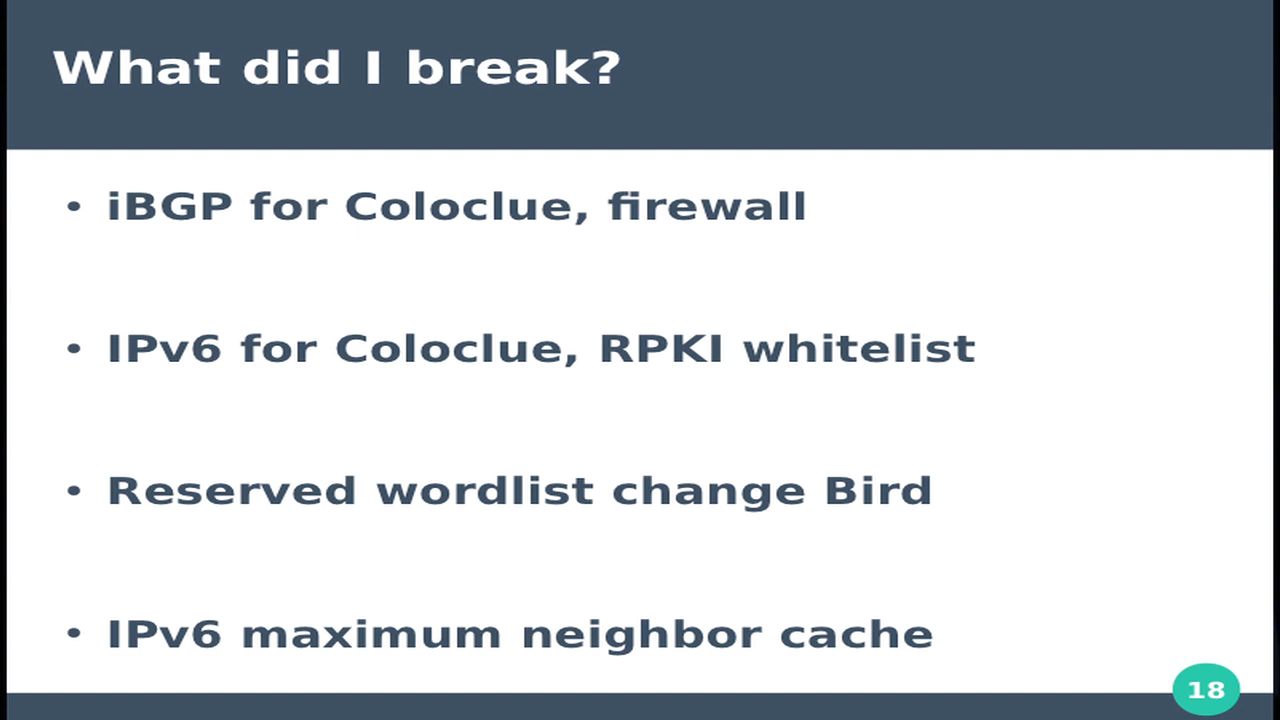 What did I break?
• iBGP for Coloclue, firewall
• IPv6 for Coloclue, RPKI whitelist
• Reserved wordlist change Bird
• IPv6 maximum neighbor cache
18